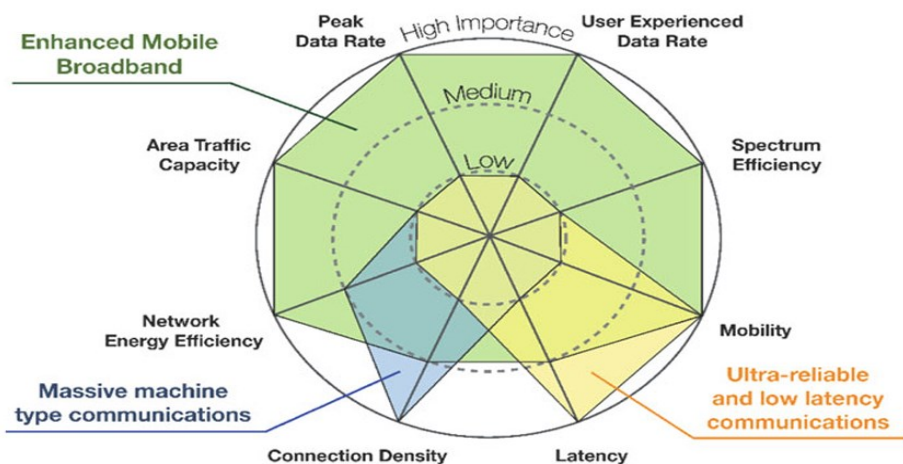 Peak
Data Rate
High Importance
User Experienced
Data Rate
Enhanced Mobile
Broadband
Medium
Area Traffic
Capacity
Low
Spectrum
Efficiency
Network
Energy Efficiency
Mobility
Massive machine
type communications
Ultra-reliable
and low latency
communications
Connection Density
Latency